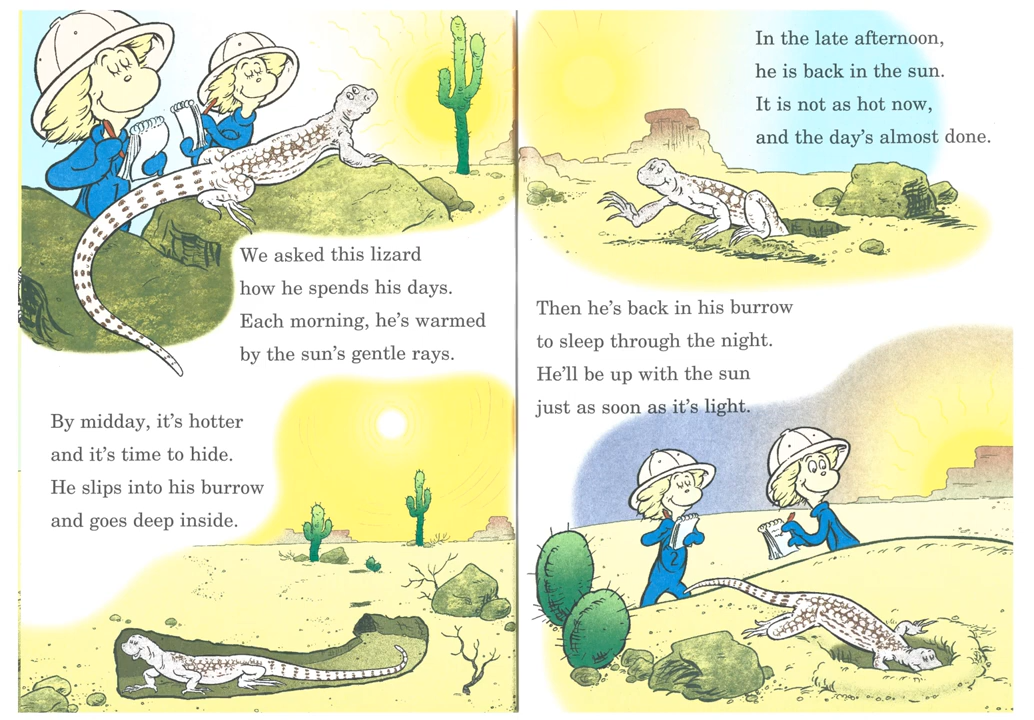 We asked this lizard
how he spends his days.
Each morning, he's warmed
by the sun's gentle rays.
By midday, it's hotter
and it's time to hide.
He slips into his burrow
and goes deep inside.
In the late afternoon,
he is back in the sun.
It is not as hot now,
and the day's almost done.
Then he's back in his burrow
to sleep through the night.
He'll be up with the sun
just as soon as it's light.
1
2